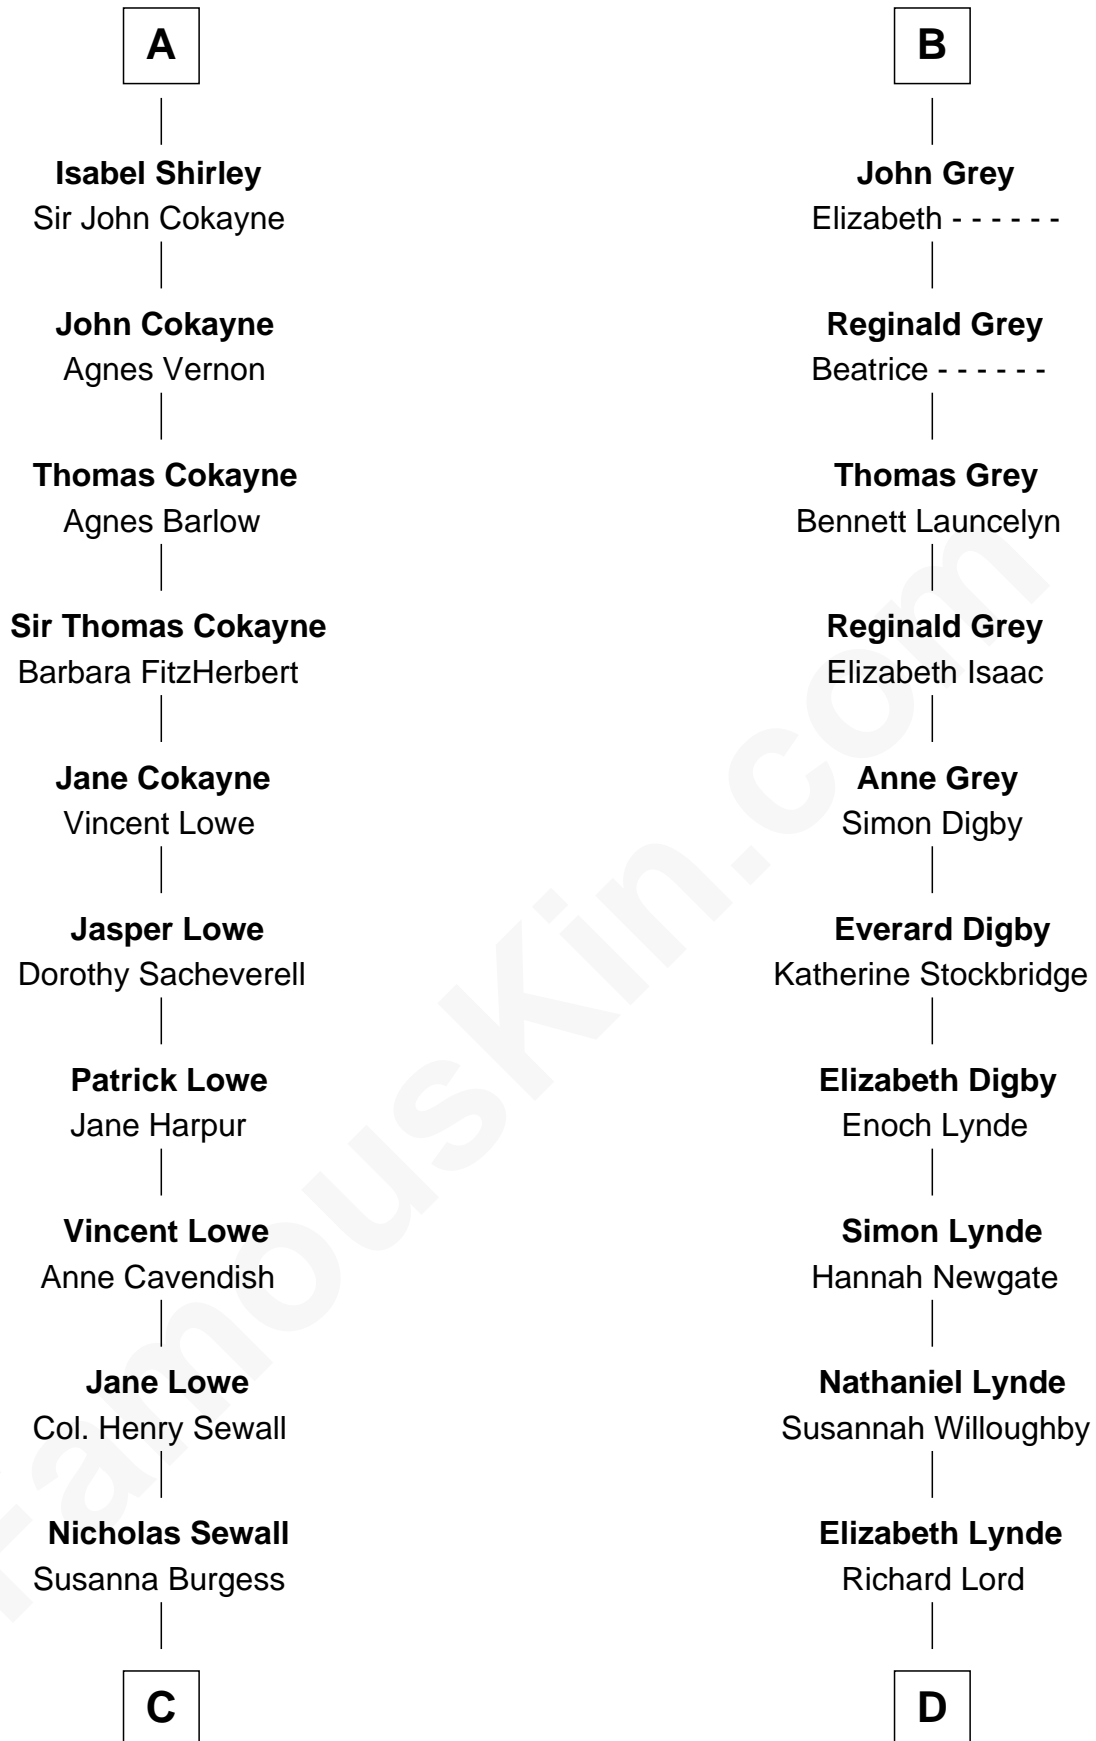 A
Isabel Shirley
Sir John Cokayne
John Cokayne
Agnes Vernon
Thomas Cokayne
Agnes Barlow
Sir Thomas Cokayne
Barbara FitzHerbert
Jane Cokayne
Vincent Lowe
Jasper Lowe
Dorothy Sacheverell
Patrick Lowe
Jane Harpur
Vincent Lowe
Anne Cavendish
Jane Lowe
Col. Henry Sewall
Nicholas Sewall
Susanna Burgess
C
B
John Grey
Elizabeth - - - - - -
Reginald Grey
Beatrice - - - - - -
Thomas Grey
Bennett Launcelyn
Reginald Grey
Elizabeth Isaac
Anne Grey
Simon Digby
Everard Digby
Katherine Stockbridge
Elizabeth Digby
Enoch Lynde
Simon Lynde
Hannah Newgate
Nathaniel Lynde
Susannah Willoughby
Elizabeth Lynde
Richard Lord
D
FamousKin.com